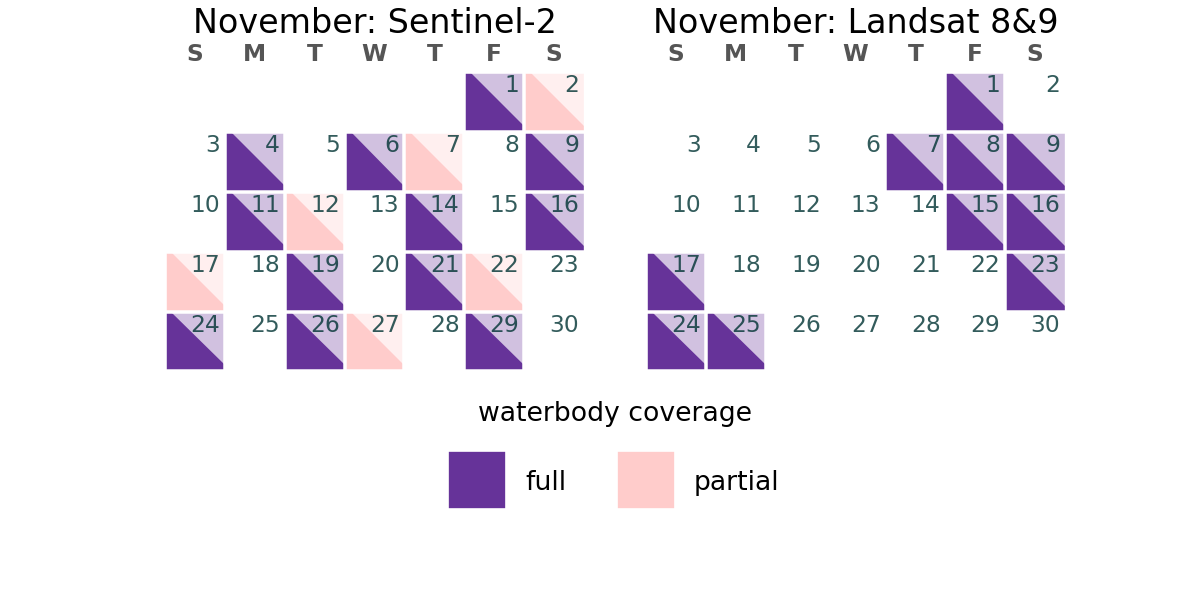 November: Sentinel-2
S M T W T F S
1 2
3 4 5 6 7 8 9
10 11 12 13 14 15 16
17 18 19 20 21 22 23
24 25 26 27 28 29 30
November: Landsat 8&9
S M T W T F S
1 2
3 4 5 6 7 8 9
10 11 12 13 14 15 16
17 18 19 20 21 22 23
24 25 26 27 28 29 30
waterbody coverage
full partial